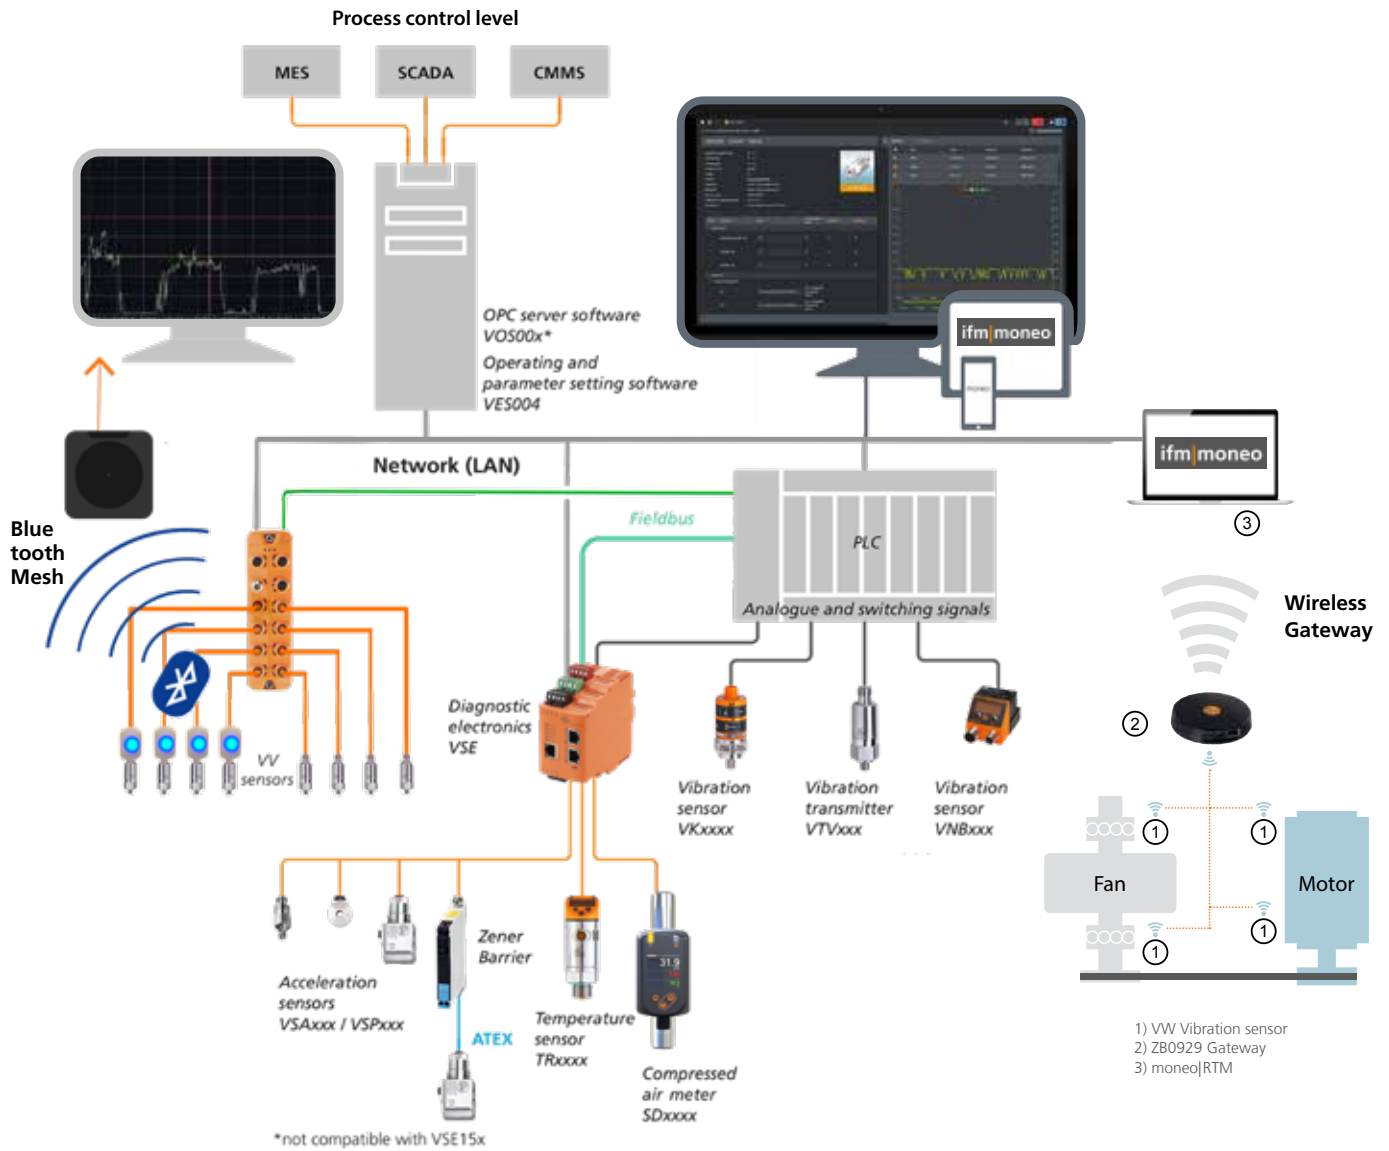 Process control level
MES
SCADA
CMMS
OPC server software
VOS00x*
Operating and
parameter setting software
VES004
ifm|moneo
moneo
ifm|moneo
3
Network (LAN)
Fieldbus
PLC
Analogue and switching signals
Blue
tooth
Mesh
Wireless
Gateway
2
VV
sensors
Diagnostic
electronics
VSE
Vibration
sensor
VKxxxx
Vibration
transmitter
VTVxxx
Vibration
sensor
VNBxxx
1
1
Fan
Motor
1
1
Acceleration
sensors
VSAxxx / VSPxxx
Zener
Barrier
ATEX
Temperature
sensor
TRxxxx
31.9
Compressed
air meter
SDxxxx
*not compatible with VSE15x
1) VW Vibration sensor
2) ZB0929 Gateway
3) moneo|RTM